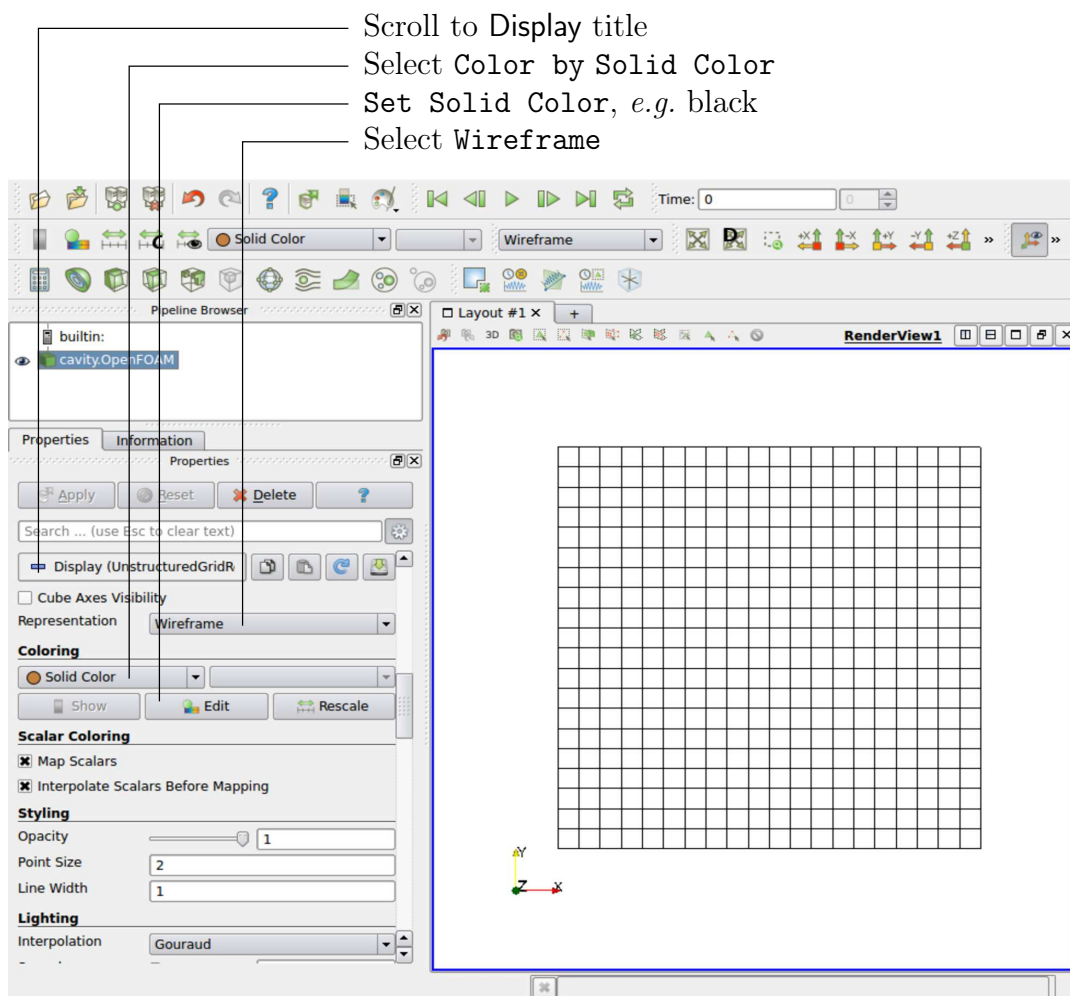 Scroll to Display title
Select Color by Solid Color
Set Solid Color, e.g. black
Select Wireframe
Time: 0 0
Solid Color Wireframe +X -X +Y -Y +Z » »
Pipeline Browser
builtin:
cavity.OpenFOAM
Layout #1 +
3D RenderView1
Properties Information
Properties
Apply Reset Delete ?
Search ... (use Esc to clear text)
Display (UnstructuredGridR
Cube Axes Visibility
Representation Wireframe
Coloring
Solid Color
Show Edit Rescale
Scalar Coloring
Map Scalars
Interpolate Scalars Before Mapping
Styling
Opacity 1
Point Size 2
Line Width 1
Lighting
Interpolation Gouraud
Y
Z X